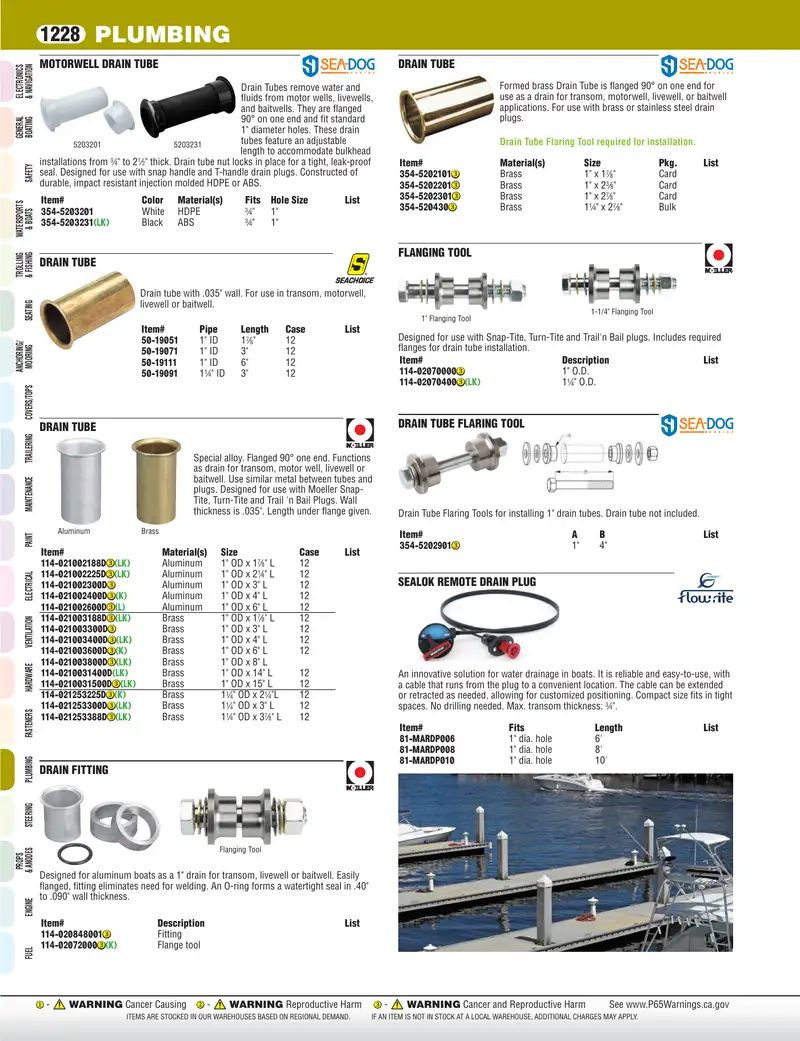 1228 PLUMBING
ELECTRONICS & NAVIGATION
GENERAL BOATING
SAFETY
WATERSPORTS & BOATS
TROLLING & FISHING
SEATING
ANCHORING/ MOORING
COVERS/TOPS
TRAILERING
MAINTENANCE
PAINT
ELECTRICAL
VENTILATION
HARDWARE
FASTENERS
PLUMBING
STEERING
PROPS & ANODES
ENGINE
FUEL
MOTORWELL DRAIN TUBE
SEA-DOG
Drain Tubes remove water and
fluids from motor wells, livewells,
and baitwells. They are flanged
90° on one end and fit standard
1" diameter holes. These drain
tubes feature an adjustable
length to accommodate bulkhead
5203201 5203231
installations from ¾" to 2½" thick. Drain tube nut locks in place for a tight, leak-proof
seal. Designed for use with snap handle and T-handle drain plugs. Constructed of
durable, impact resistant injection molded HDPE or ABS.
Item# Color Material(s) Fits Hole Size List
354-5203201 White HDPE ¾" 1"
354-5203231(LK) Black ABS ¾" 1"
DRAIN TUBE
SEACHOICE
Drain tube with .035" wall. For use in transom, motorwell,
livewell or baitwell.
Item# Pipe Length Case List
50-19051 1" ID 1⅞" 12
50-19071 1" ID 3" 12
50-19111 1" ID 6" 12
50-19091 1¼" ID 3" 12
DRAIN TUBE
MOELLER
Special alloy. Flanged 90° one end. Functions
as drain for transom, motor well, livewell or
baitwell. Use similar metal between tubes and
plugs. Designed for use with Moeller Snap-
Tite, Turn-Tite and Trail 'n Bail Plugs. Wall
thickness is .035". Length under flange given.
Aluminum Brass
Item# Material(s) Size Case List
114-021002188D③(LK) Aluminum 1" OD x 1⅞" L 12
114-021002225D③(LK) Aluminum 1" OD x 2¼" L 12
114-021002300D③ Aluminum 1" OD x 3" L 12
114-021002400D③(K) Aluminum 1" OD x 4" L 12
114-021002600D③(L) Aluminum 1" OD x 6" L 12
114-021003188D③(LK) Brass 1" OD x 1⅞" L 12
114-021003300D③ Brass 1" OD x 3" L 12
114-021003400D③(LK) Brass 1" OD x 4" L 12
114-021003600D③(K) Brass 1" OD x 6" L 12
114-021003800D③(LK) Brass 1" OD x 8" L
114-0210031400D(LK) Brass 1" OD x 14" L 12
114-0210031500D③(LK) Brass 1" OD x 15" L 12
114-021253225D③(K) Brass 1¼" OD x 2¼"L 12
114-021253300D③(LK) Brass 1¼" OD x 3" L 12
114-021253388D③(LK) Brass 1¼" OD x 3⅞" L 12
DRAIN FITTING
MOELLER
Flanging Tool
Designed for aluminum boats as a 1" drain for transom, livewell or baitwell. Easily
flanged, fitting eliminates need for welding. An O-ring forms a watertight seal in .40"
to .090" wall thickness.
Item# Description List
114-020848001③ Fitting
114-02072000③(K) Flange tool
DRAIN TUBE
SEA-DOG
Formed brass Drain Tube is flanged 90° on one end for
use as a drain for transom, motorwell, livewell, or baitwell
applications. For use with brass or stainless steel drain
plugs.
Drain Tube Flaring Tool required for installation.
Item# Material(s) Size Pkg. List
354-5202101③ Brass 1" x 1⅞" Card
354-5202201③ Brass 1" x 2⅝" Card
354-5202301③ Brass 1" x 2⅞" Card
354-520430③ Brass 1¼" x 2⅞" Bulk
FLANGING TOOL
MOELLER
1" Flanging Tool
1-1/4" Flanging Tool
Designed for use with Snap-Tite, Turn-Tite and Trail'n Bail plugs. Includes required
flanges for drain tube installation.
Item# Description List
114-02070000③ 1" O.D.
114-02070400③(LK) 1¼" O.D.
DRAIN TUBE FLARING TOOL
SEA-DOG
Drain Tube Flaring Tools for installing 1" drain tubes. Drain tube not included.
Item# A B List
354-5202901③ 1" 4"
SEALOK REMOTE DRAIN PLUG
flow-rite
An innovative solution for water drainage in boats. It is reliable and easy-to-use, with
a cable that runs from the plug to a convenient location. The cable can be extended
or retracted as needed, allowing for customized positioning. Compact size fits in tight
spaces. No drilling needed. Max. transom thickness: ¾".
Item# Fits Length List
81-MARDP006 1" dia. hole 6'
81-MARDP008 1" dia. hole 8'
81-MARDP010 1" dia. hole 10'
① - WARNING Cancer Causing ② - WARNING Reproductive Harm ③ - WARNING Cancer and Reproductive Harm See www.P65Warnings.ca.gov
ITEMS ARE STOCKED IN OUR WAREHOUSES BASED ON REGIONAL DEMAND. IF AN ITEM IS NOT IN STOCK AT A LOCAL WAREHOUSE, ADDITIONAL CHARGES MAY APPLY.